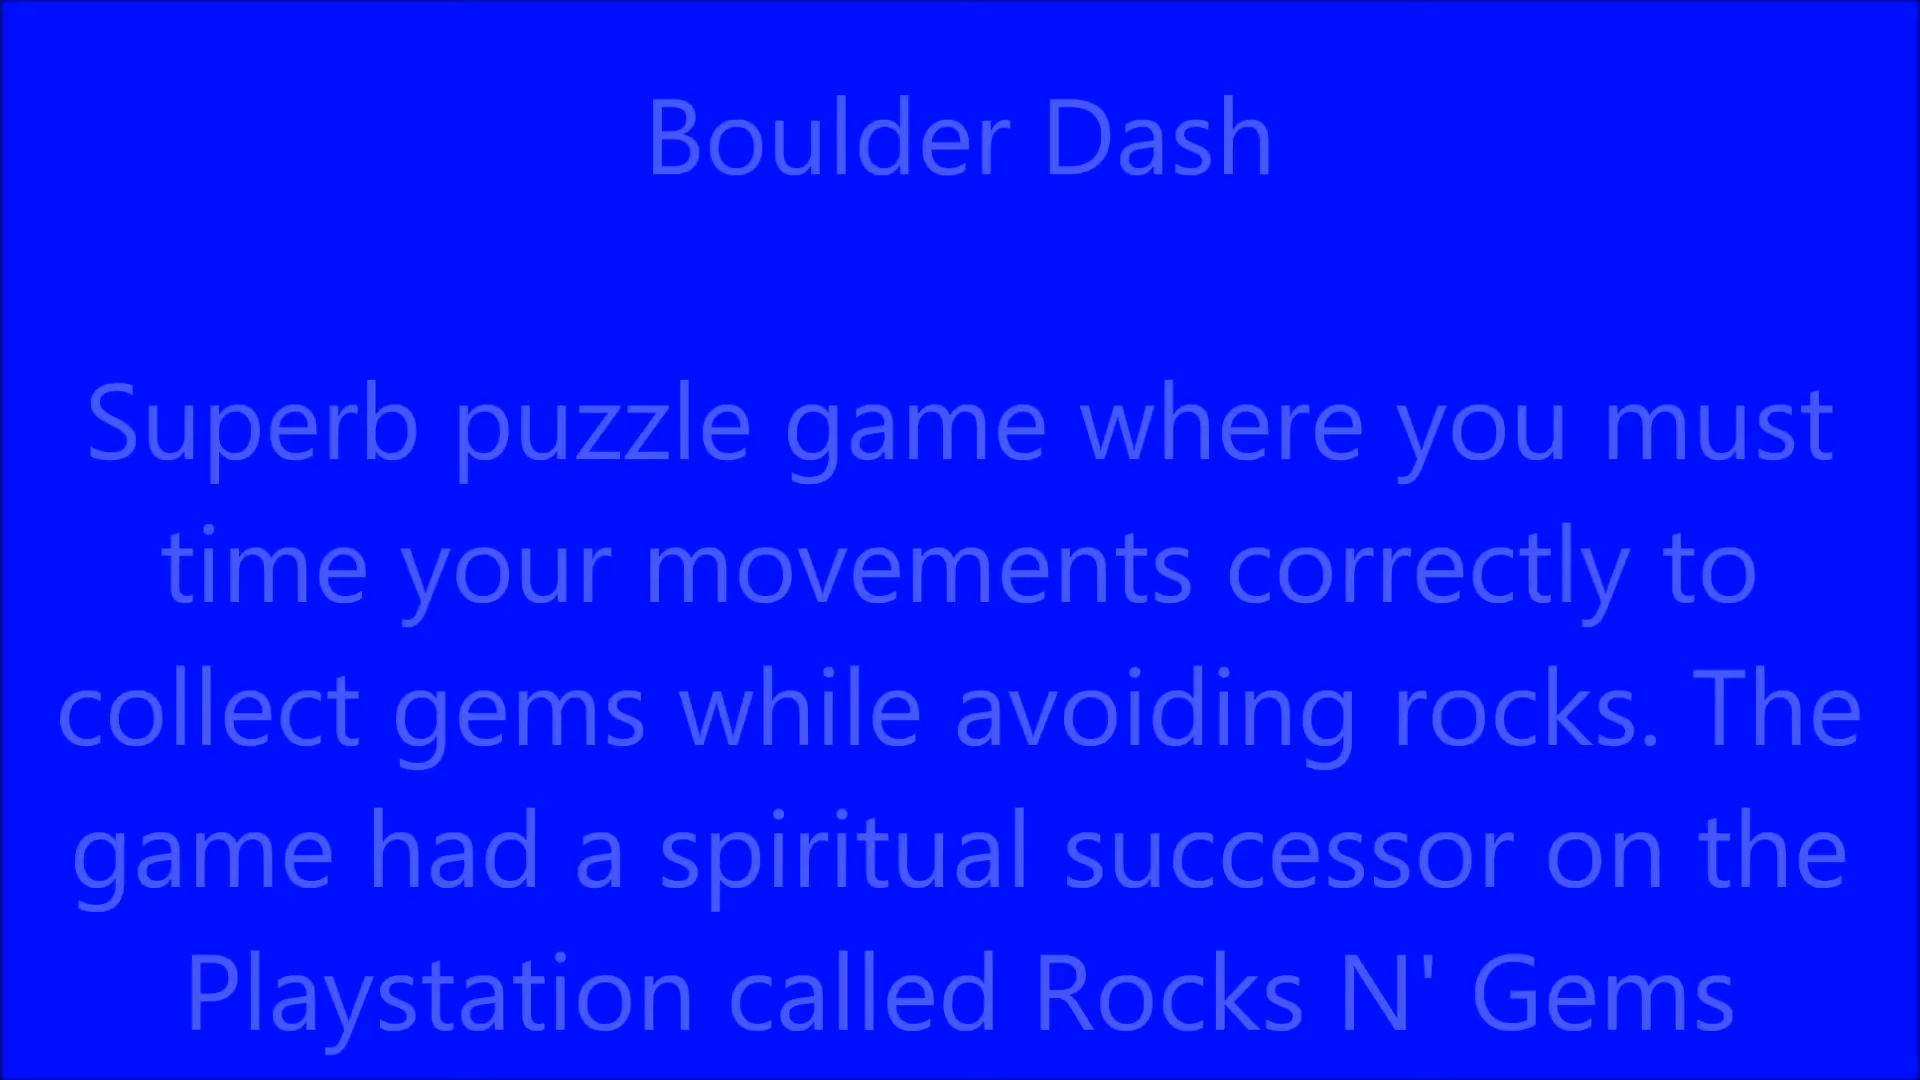 Boulder Dash
Superb puzzle game where you must
time your movements correctly to
collect gems while avoiding rocks. The
game had a spiritual successor on the
Playstation called Rocks N' Gems